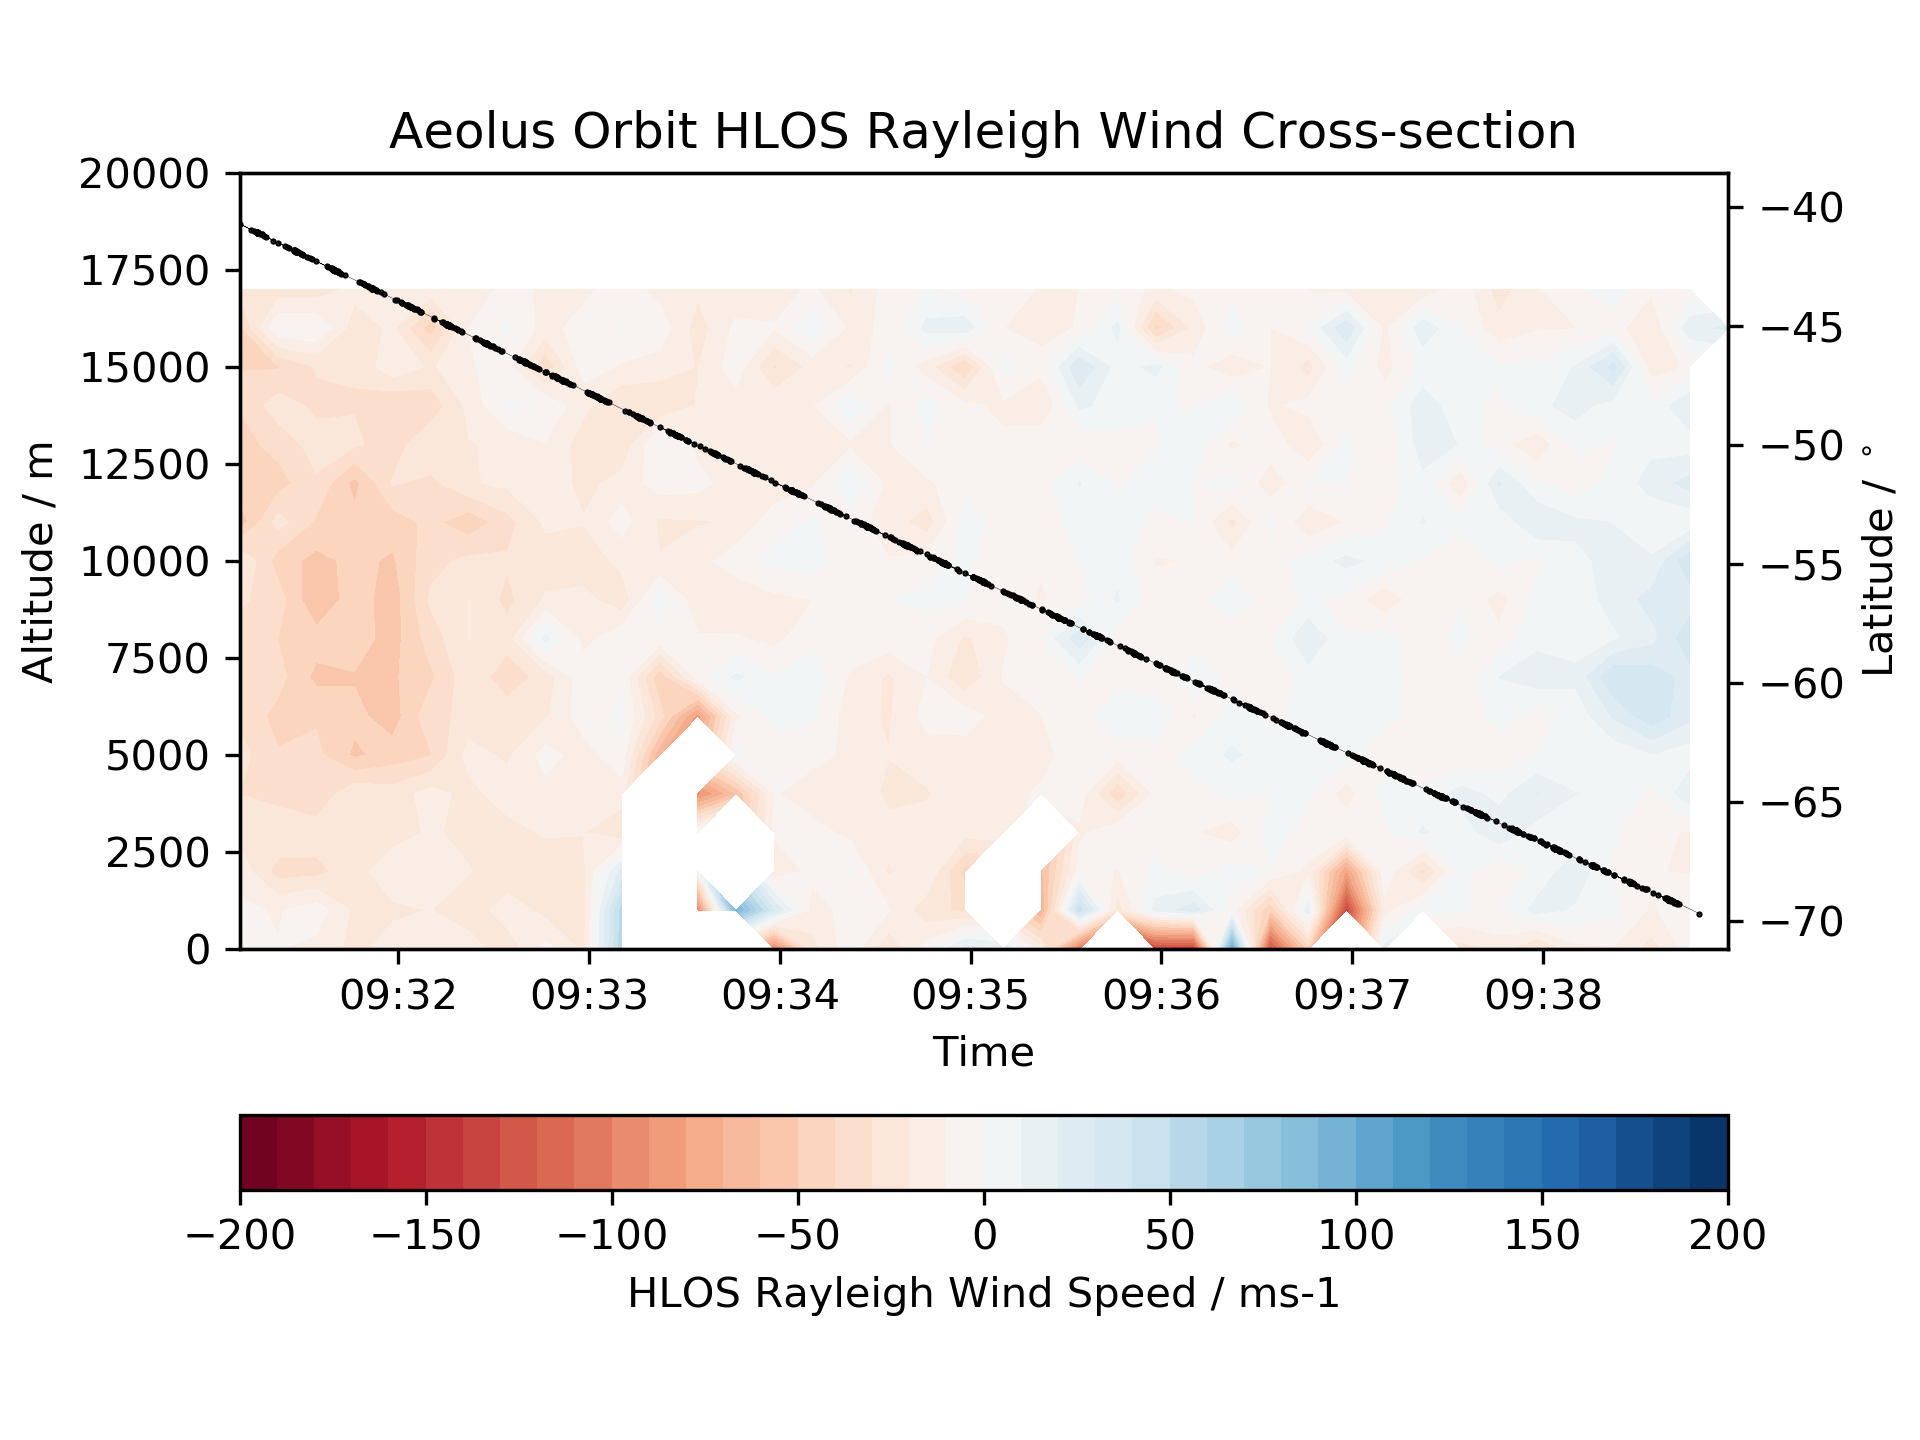 Aeolus Orbit HLOS Rayleigh Wind Cross-section
20000
17500
15000
12500
10000
7500
5000
2500
0
Altitude / m
−40
−45
−50
−55
−60
−65
−70
Latitude / °
09:32 09:33 09:34 09:35 09:36 09:37 09:38
Time
−200 −150 −100 −50 0 50 100 150 200
HLOS Rayleigh Wind Speed / ms-1